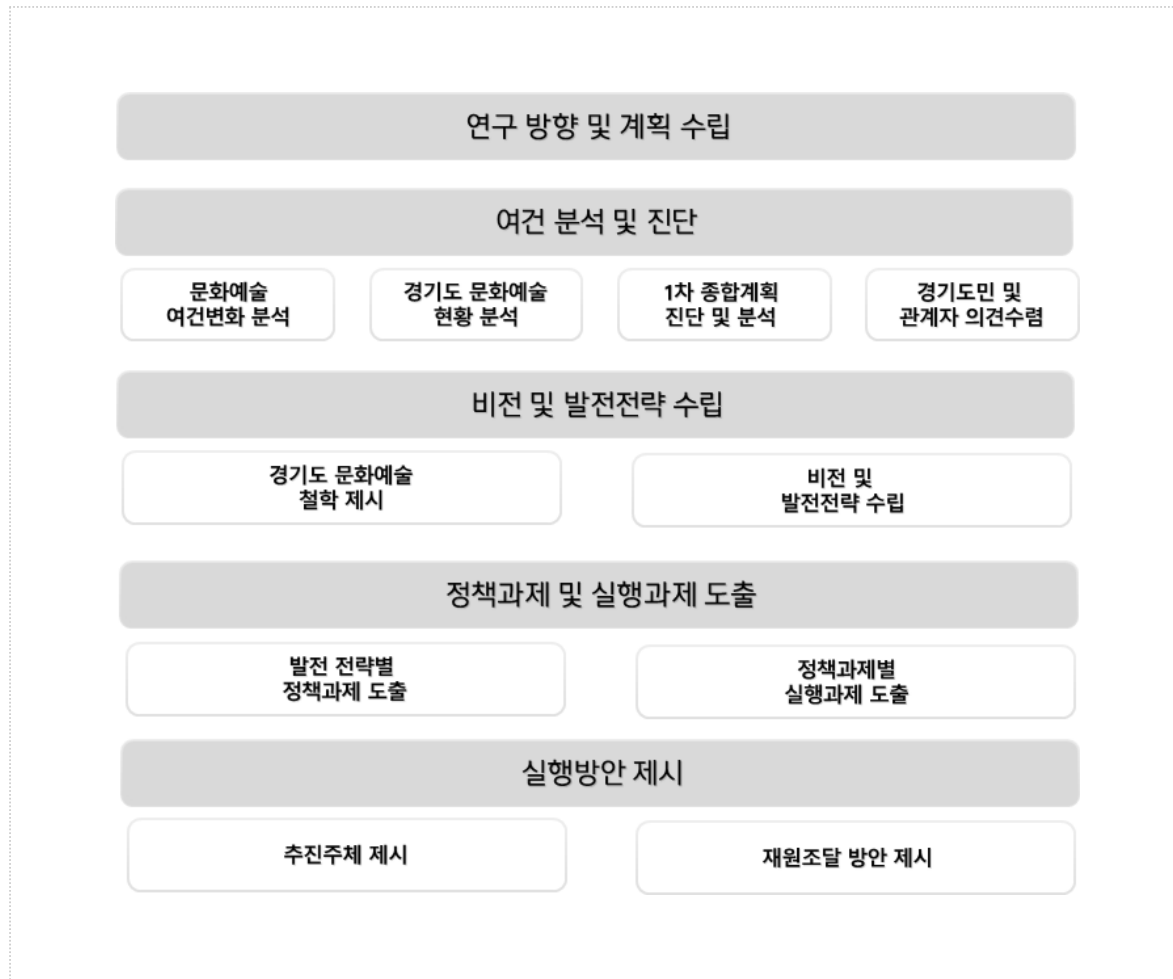 연구 방향 및 계획 수립
여건 분석 및 진단
문화예술
여건변화 분석
경기도 문화예술
현황 분석
1차 종합계획
진단 및 분석
경기도민 및
관계자 의견수렴
비전 및 발전전략 수립
경기도 문화예술
철학 제시
비전 및
발전전략 수립
정책과제 및 실행과제 도출
발전 전략별
정책과제 도출
정책과제별
실행과제 도출
실행방안 제시
추진주체 제시
재원조달 방안 제시